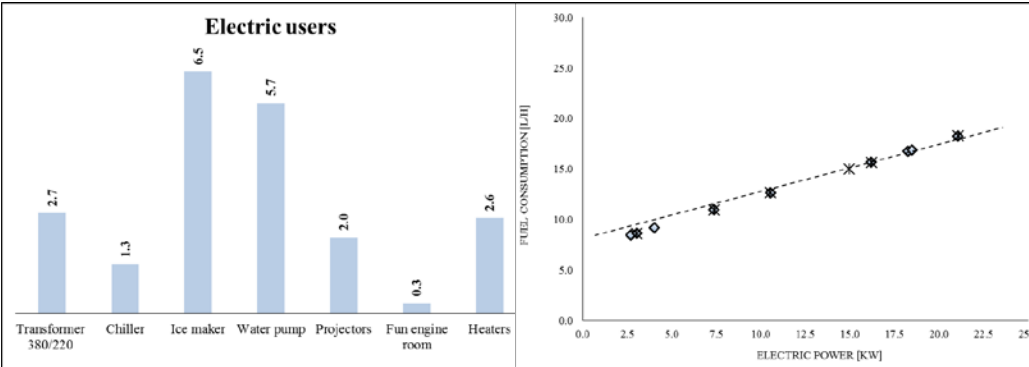 Electric users
2.7
1.3
6.5
5.7
2.0
0.3
2.6
Transformer 380/220
Chiller
Ice maker
Water pump
Projectors
Fun engine room
Heaters
FUEL CONSUMPTION [L/H]
30.0
25.0
20.0
15.0
10.0
5.0
0.0
0.0 2.5 5.0 7.5 10.0 12.5 15.0 17.5 20.0 22.5 25
ELECTRIC POWER [KW]